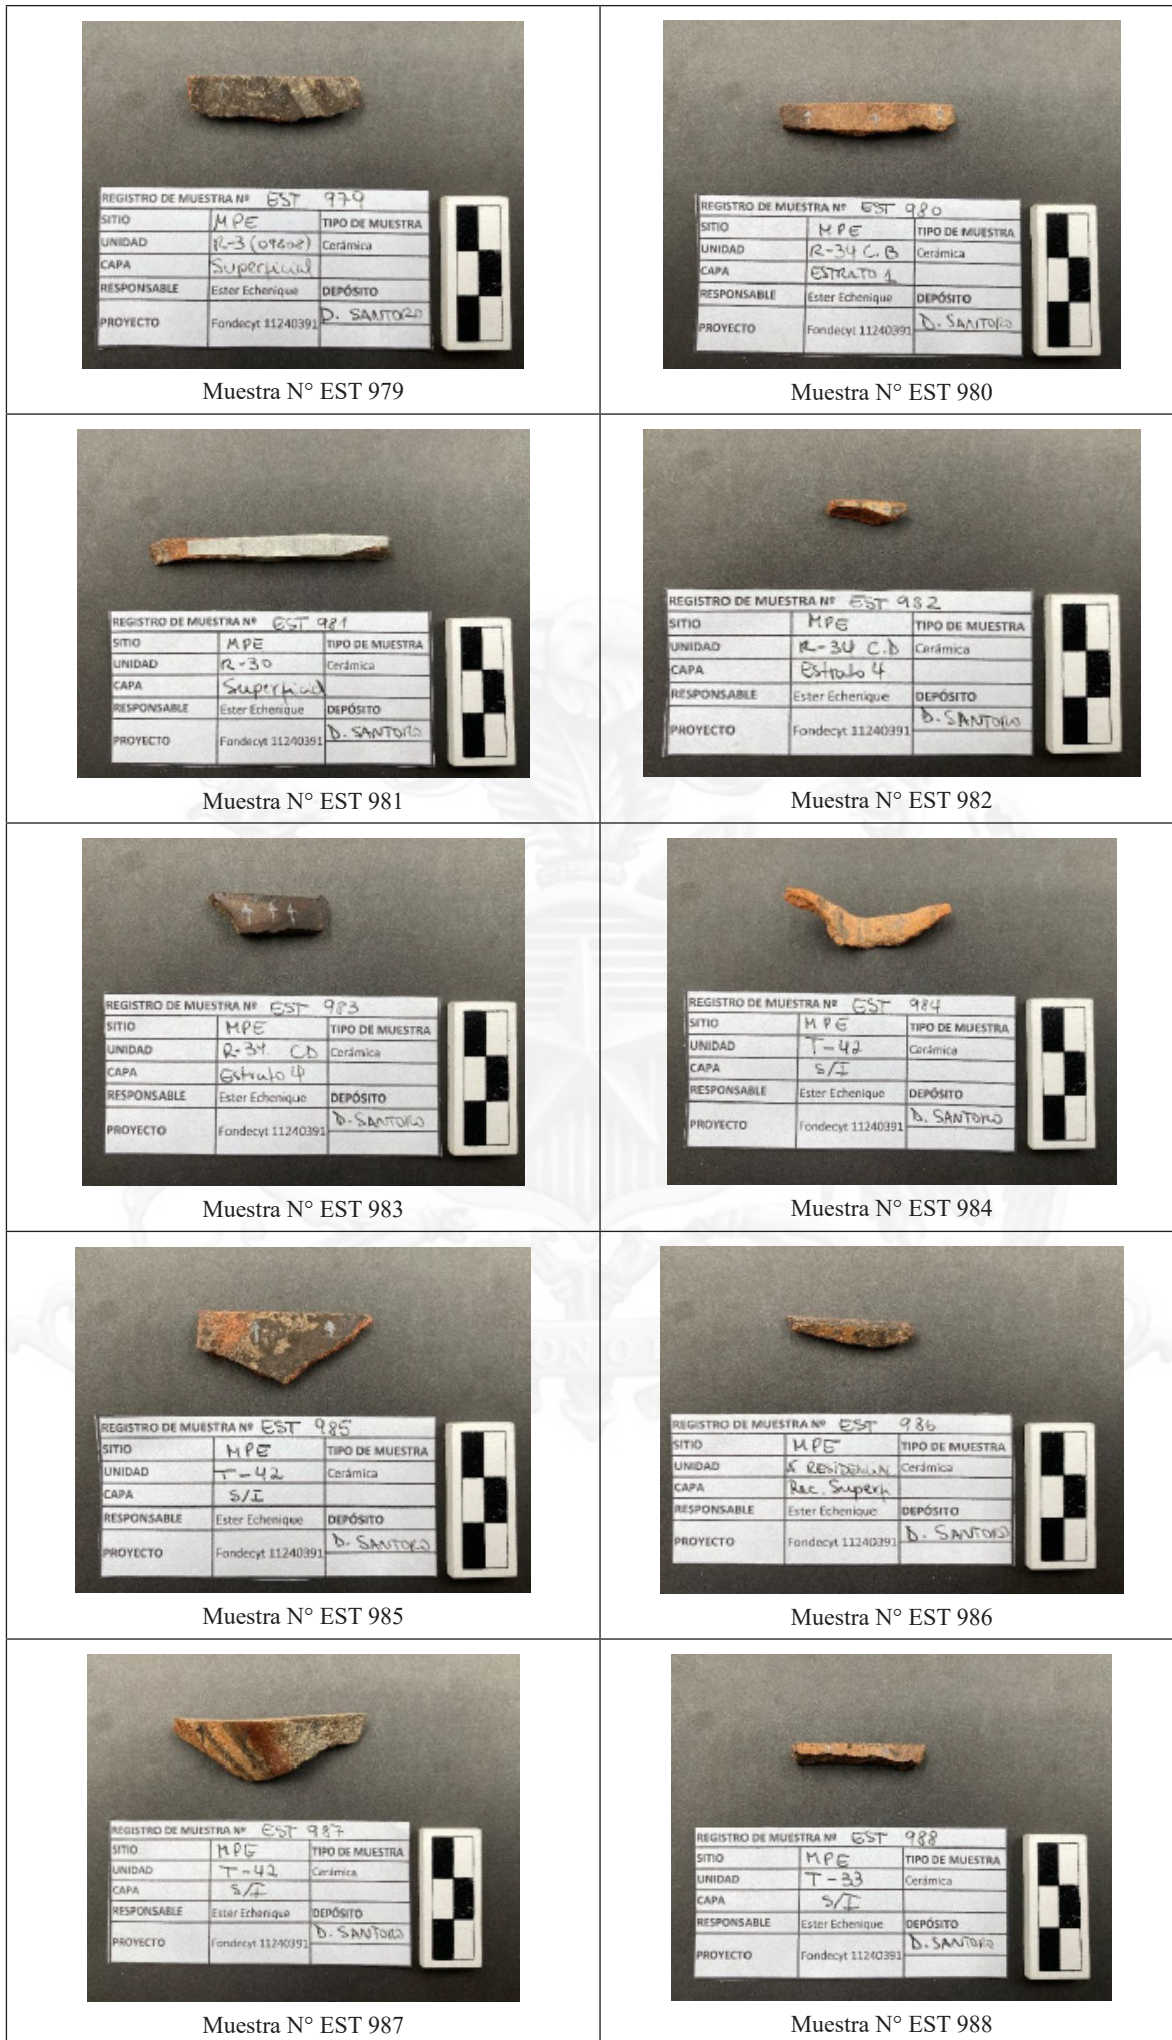 REGISTRO DE MUESTRA Nº EST 979
SITIO MPE TIPO DE MUESTRA
UNIDAD R-3 (09608) Cerámica
CAPA Superficial
RESPONSABLE Ester Echenique DEPÓSITO
PROYECTO Fondecyt 11240391 D. SANTORO
Muestra N° EST 979
REGISTRO DE MUESTRA Nº EST 980
SITIO MPE TIPO DE MUESTRA
UNIDAD R-34 C.B Cerámica
CAPA ESTRATO 1
RESPONSABLE Ester Echenique DEPÓSITO
PROYECTO Fondecyt 11240391 D. SANTORO
Muestra N° EST 980
REGISTRO DE MUESTRA Nº EST 981
SITIO MPE TIPO DE MUESTRA
UNIDAD R-30 Cerámica
CAPA Superficial
RESPONSABLE Ester Echenique DEPÓSITO
PROYECTO Fondecyt 11240391 D. SANTORO
Muestra N° EST 981
REGISTRO DE MUESTRA Nº EST 982
SITIO MPE TIPO DE MUESTRA
UNIDAD R-34 C.D Cerámica
CAPA Estrato 4
RESPONSABLE Ester Echenique DEPÓSITO
PROYECTO Fondecyt 11240391 D. SANTORO
Muestra N° EST 982
REGISTRO DE MUESTRA Nº EST 983
SITIO MPE TIPO DE MUESTRA
UNIDAD R-34. CD Cerámica
CAPA Estrato 4
RESPONSABLE Ester Echenique DEPÓSITO
PROYECTO Fondecyt 11240391 D. SANTORO
Muestra N° EST 983
REGISTRO DE MUESTRA Nº EST 984
SITIO MPE TIPO DE MUESTRA
UNIDAD T-42 Cerámica
CAPA S/I
RESPONSABLE Ester Echenique DEPÓSITO
PROYECTO Fondecyt 11240391 D. SANTORO
Muestra N° EST 984
REGISTRO DE MUESTRA Nº EST 985
SITIO MPE TIPO DE MUESTRA
UNIDAD T-42 Cerámica
CAPA S/I
RESPONSABLE Ester Echenique DEPÓSITO
PROYECTO Fondecyt 11240391 D. SANTORO
Muestra N° EST 985
REGISTRO DE MUESTRA Nº EST 986
SITIO MPE TIPO DE MUESTRA
UNIDAD Cerámica
CAPA Rec. Superf.
RESPONSABLE Ester Echenique DEPÓSITO
PROYECTO Fondecyt 11240391 D. SANTORO
Muestra N° EST 986
REGISTRO DE MUESTRA Nº EST 987
SITIO MPE TIPO DE MUESTRA
UNIDAD T-42 Cerámica
CAPA S/I
RESPONSABLE Ester Echenique DEPÓSITO
PROYECTO Fondecyt 11240391 D. SANTORO
Muestra N° EST 987
REGISTRO DE MUESTRA Nº EST 988
SITIO MPE TIPO DE MUESTRA
UNIDAD T-33 Cerámica
CAPA S/I
RESPONSABLE Ester Echenique DEPÓSITO
PROYECTO Fondecyt 11240391 D. SANTORO
Muestra N° EST 988